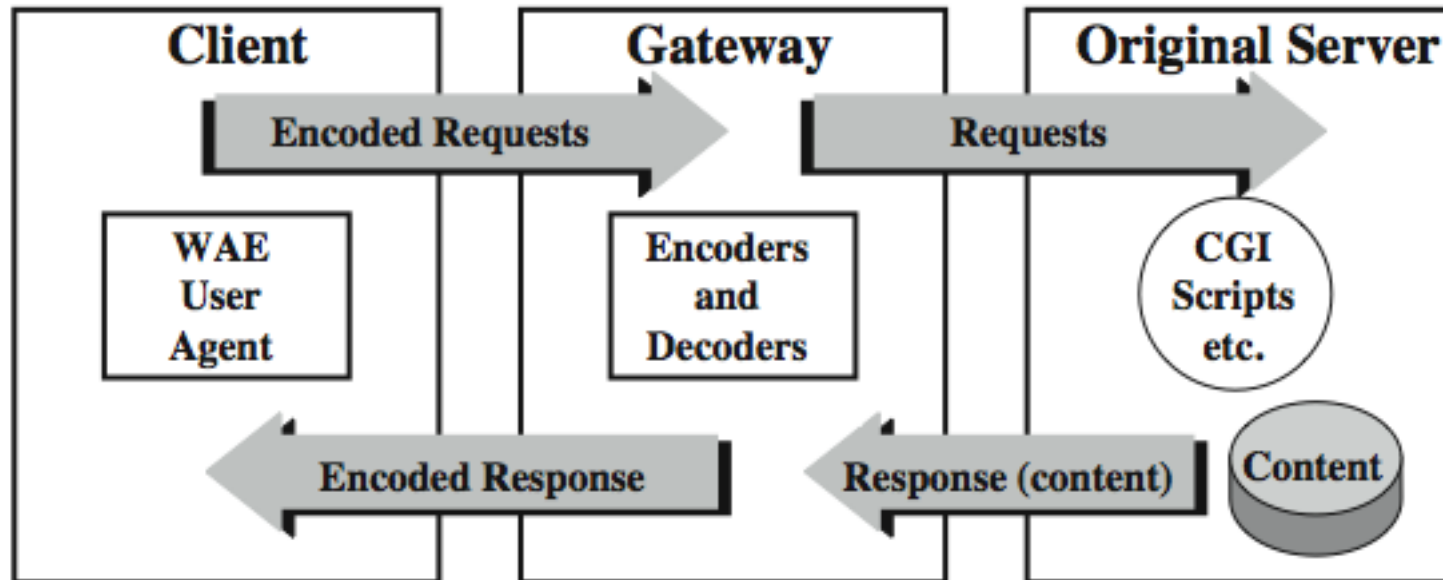 Client
Gateway
Original Server
Encoded Requests
Requests
WAE
User
Agent
Encoders
and
Decoders
CGI
Scripts
etc.
Encoded Response
Response (content)
Content